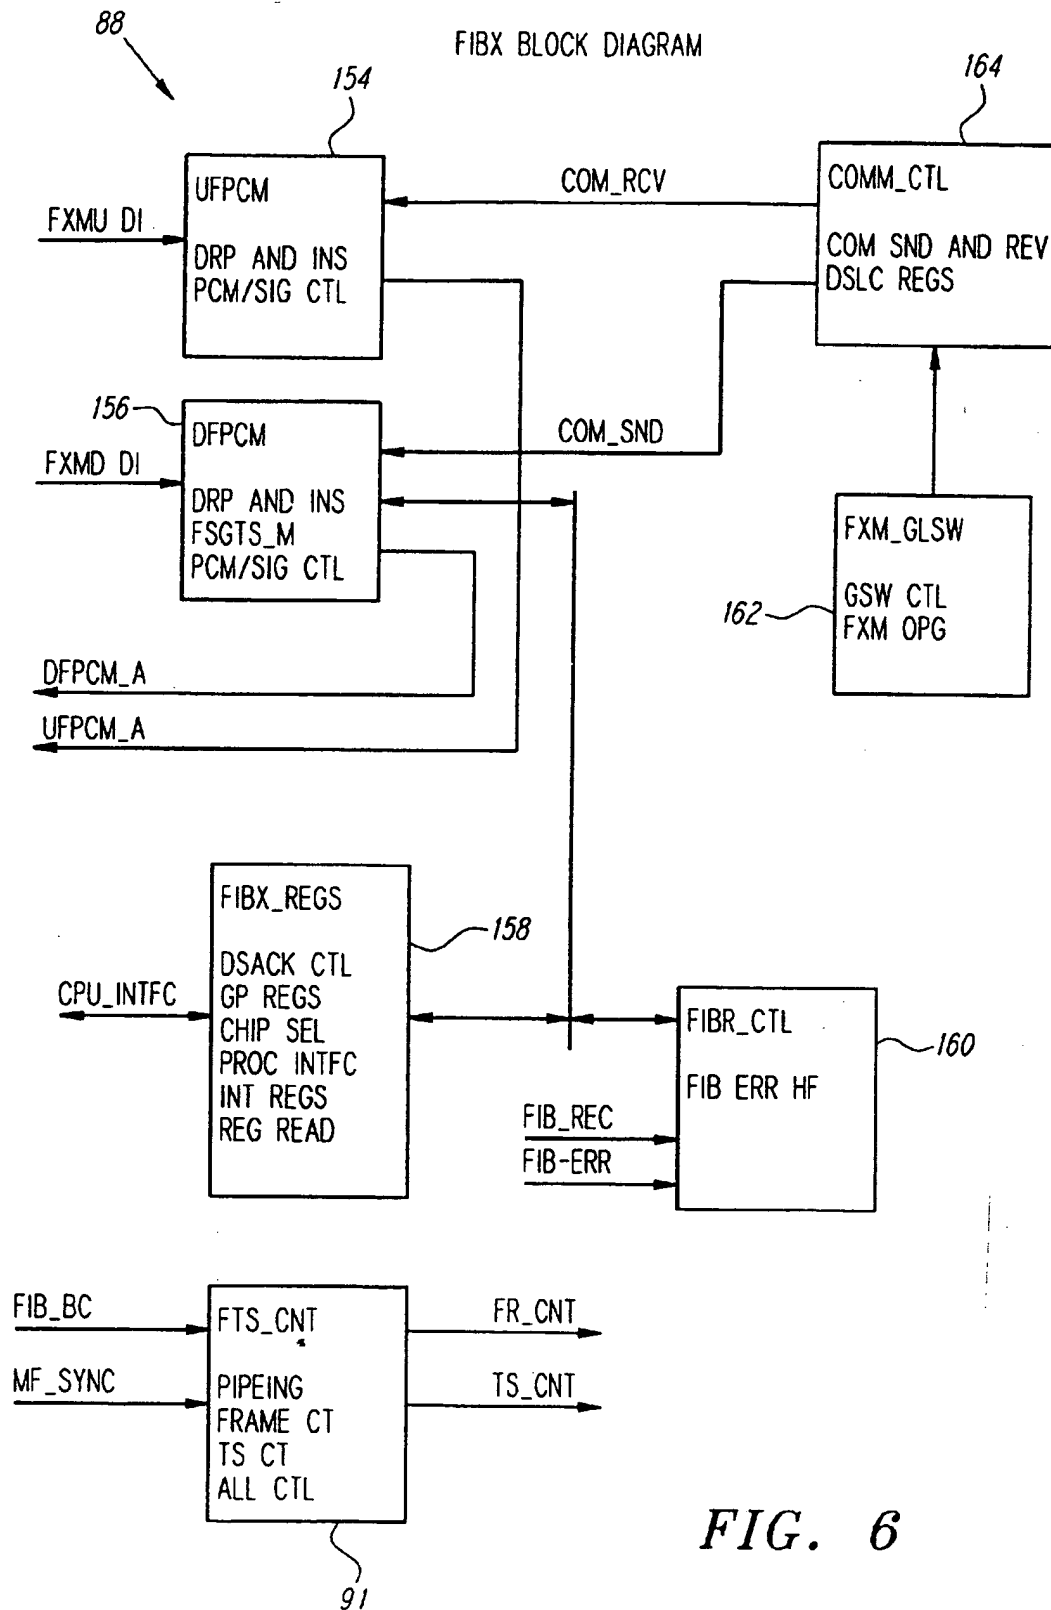 88
FIBX BLOCK DIAGRAM
154
164
UFPCM
DRP AND INS
PCM/SIG CTL
FXMU DI
COM_RCV
COMM_CTL
COM SND AND REV
DSLC REGS
156
DFPCM
DRP AND INS
FSGTS_M
PCM/SIG CTL
FXMD DI
COM_SND
FXM_GLSW
GSW CTL
FXM OPG
162
DFPCM_A
UFPCM_A
FIBX_REGS
DSACK CTL
GP REGS
CHIP SEL
PROC INTFC
INT REGS
REG READ
158
CPU_INTFC
FIBR_CTL
FIB ERR HF
160
FIB_REC
FIB-ERR
FIB_BC
MF_SYNC
FTS_CNT
PIPEING
FRAME CT
TS CT
ALL CTL
FR_CNT
TS_CNT
91
FIG. 6